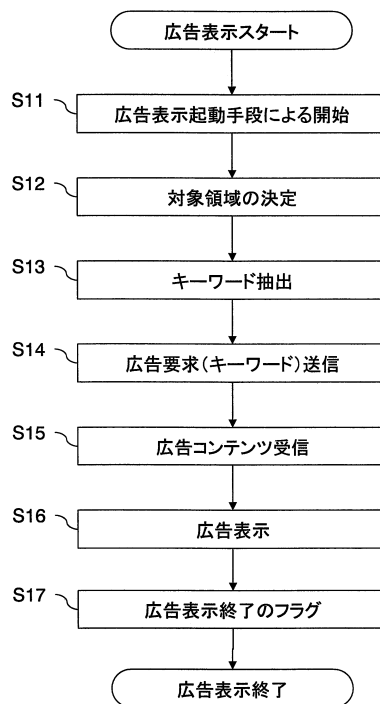 広告表示スタート
S11
広告表示起動手段による開始
S12
対象領域の決定
S13
キーワード抽出
S14
広告要求(キーワード)送信
S15
広告コンテンツ受信
S16
広告表示
S17
広告表示終了のフラグ
広告表示終了